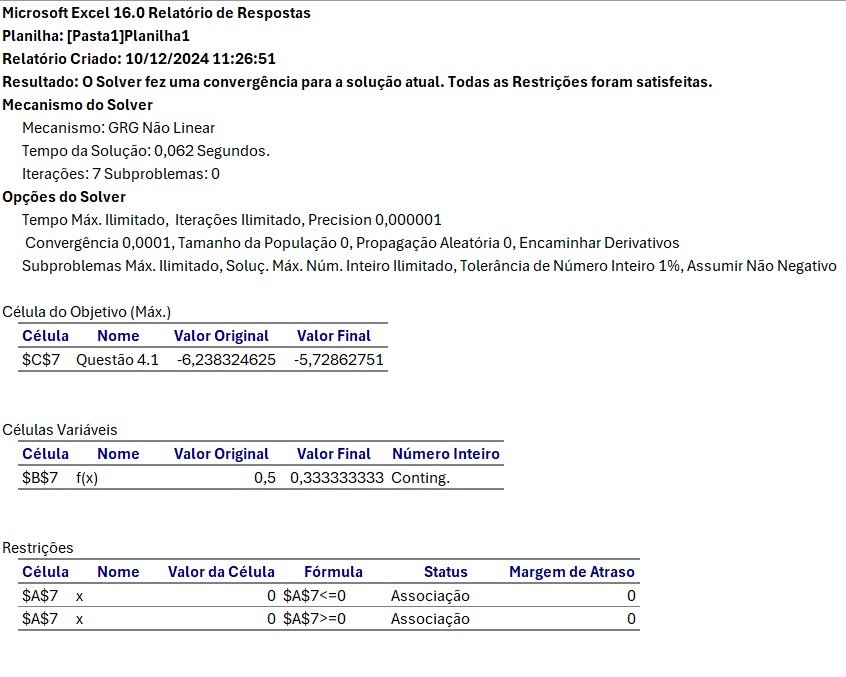 Microsoft Excel 16.0 Relatório de Respostas
Planilha: [Pasta1]Planilha1
Relatório Criado: 10/12/2024 11:26:51
Resultado: O Solver fez uma convergência para a solução atual. Todas as Restrições foram satisfeitas.
Mecanismo do Solver
Mecanismo: GRG Não Linear
Tempo da Solução: 0,062 Segundos.
Iterações: 7 Subproblemas: 0
Opções do Solver
Tempo Máx. Ilimitado, Iterações Ilimitado, Precision 0,000001
Convergência 0,0001, Tamanho da População 0, Propagação Aleatória 0, Encaminhar Derivativos
Subproblemas Máx. Ilimitado, Soluç. Máx. Núm. Inteiro Ilimitado, Tolerância de Número Inteiro 1%, Assumir Não Negativo
Célula do Objetivo (Máx.)
Célula Nome Valor Original Valor Final
$C$7 Questão 4.1 -6,238324625 -5,72862751
Células Variáveis
Célula Nome Valor Original Valor Final Número Inteiro
$B$7 f(x) 0,5 0,333333333 Conting.
Restrições
Célula Nome Valor da Célula Fórmula Status Margem de Atraso
$A$7 x 0 $A$7<=0 Associação 0
$A$7 x 0 $A$7>=0 Associação 0